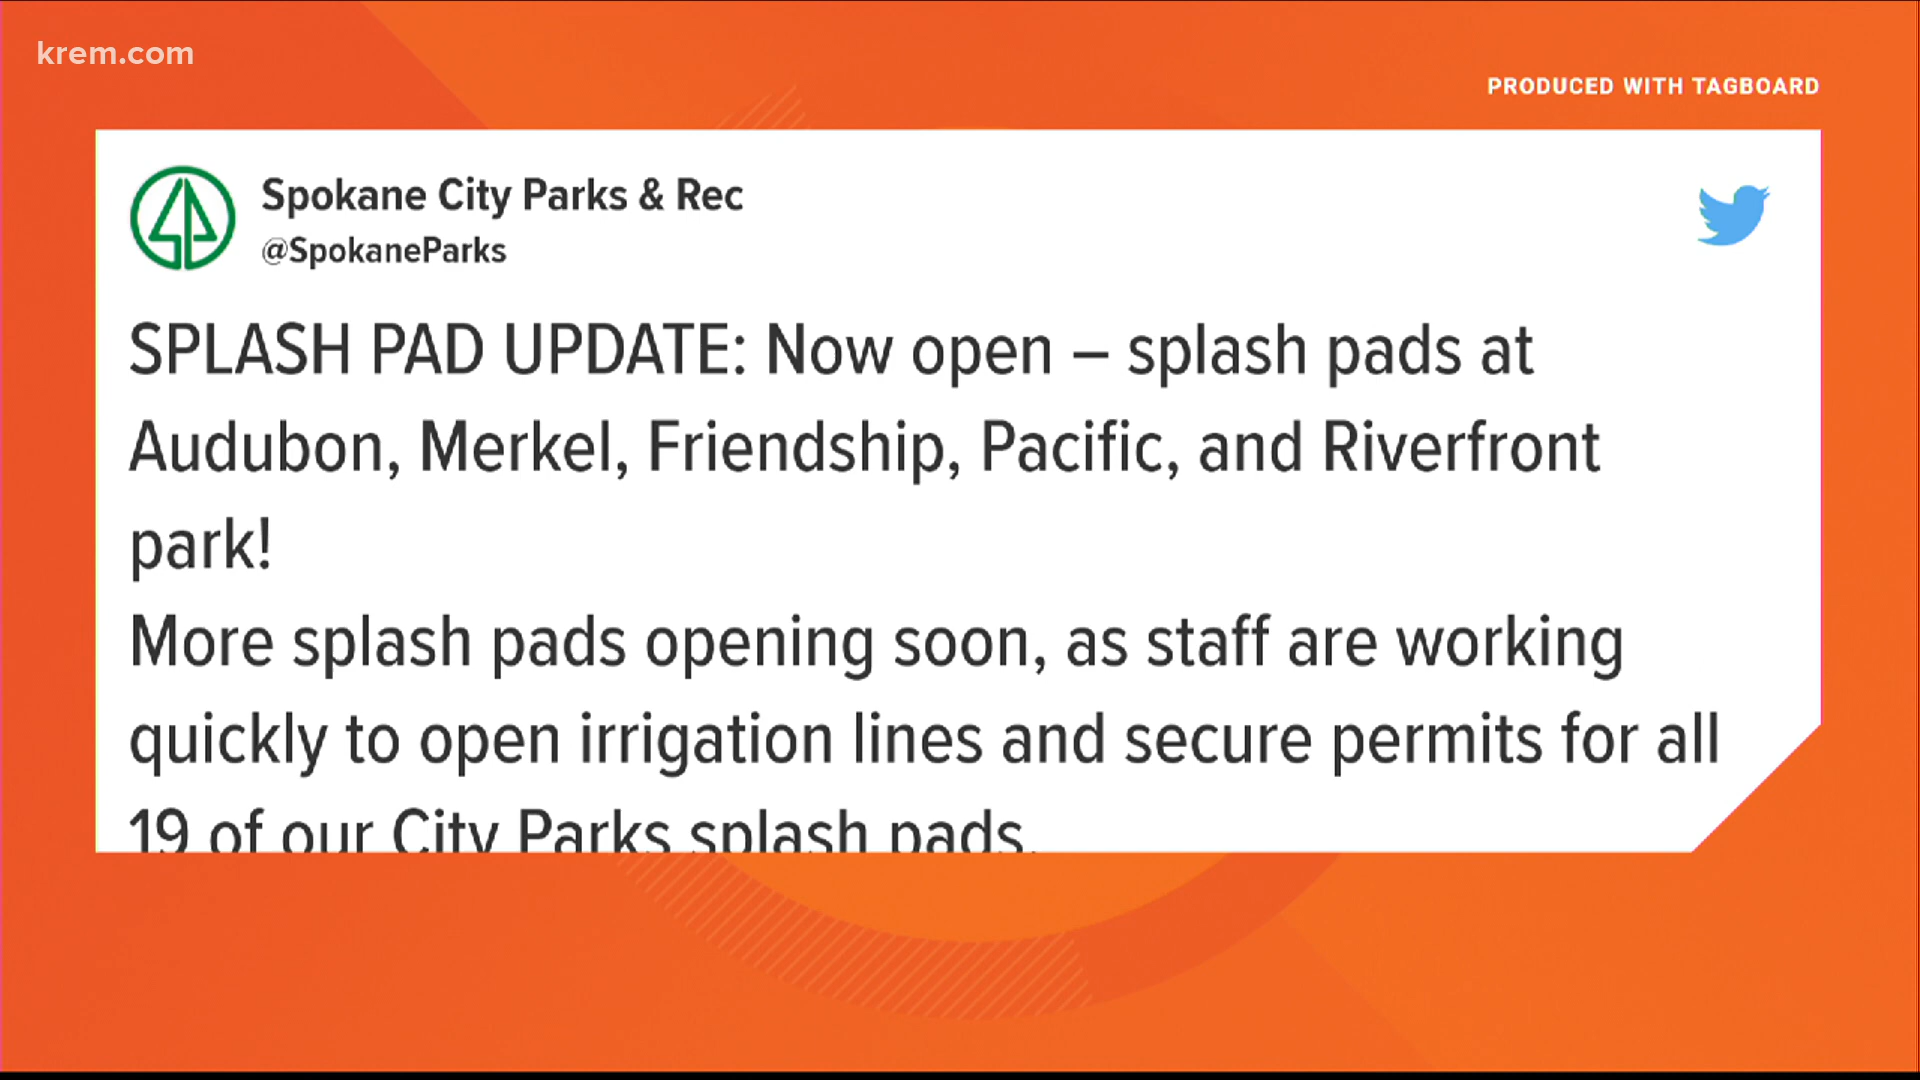 krem.com
PRODUCED WITH TAGBOARD
Spokane City Parks & Rec
@SpokaneParks
SPLASH PAD UPDATE: Now open – splash pads at
Audubon, Merkel, Friendship, Pacific, and Riverfront
park!
More splash pads opening soon, as staff are working
quickly to open irrigation lines and secure permits for all
19 of our City Parks splash pads.